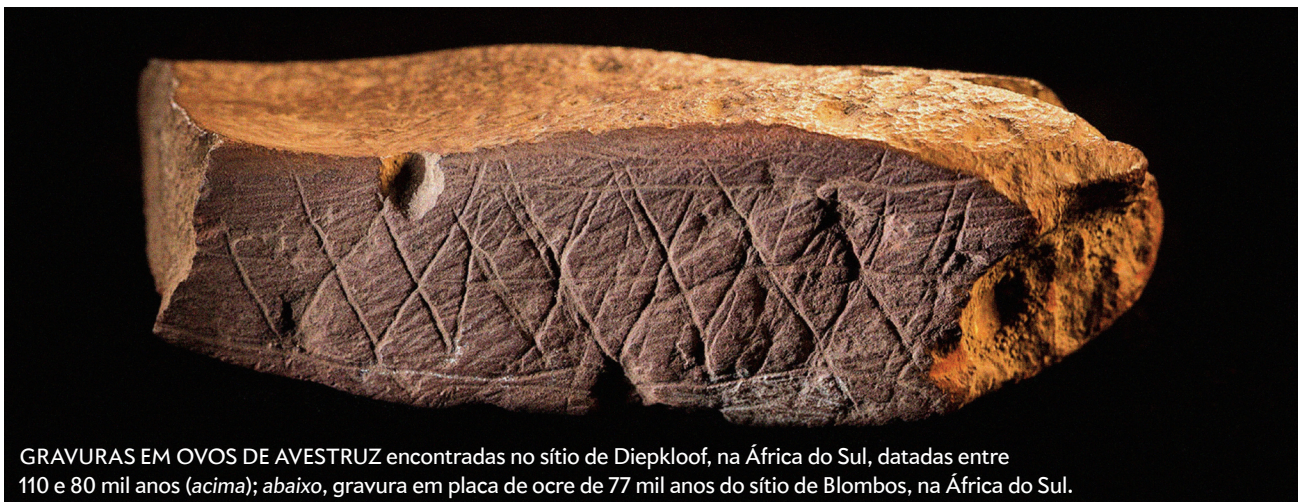 GRAVURAS EM OVOS DE AVESTRUZ encontradas no sítio de Diepkloof, na África do Sul, datadas entre
110 e 80 mil anos (acima); abaixo, gravura em placa de ocre de 77 mil anos do sítio de Blombos, na África do Sul.